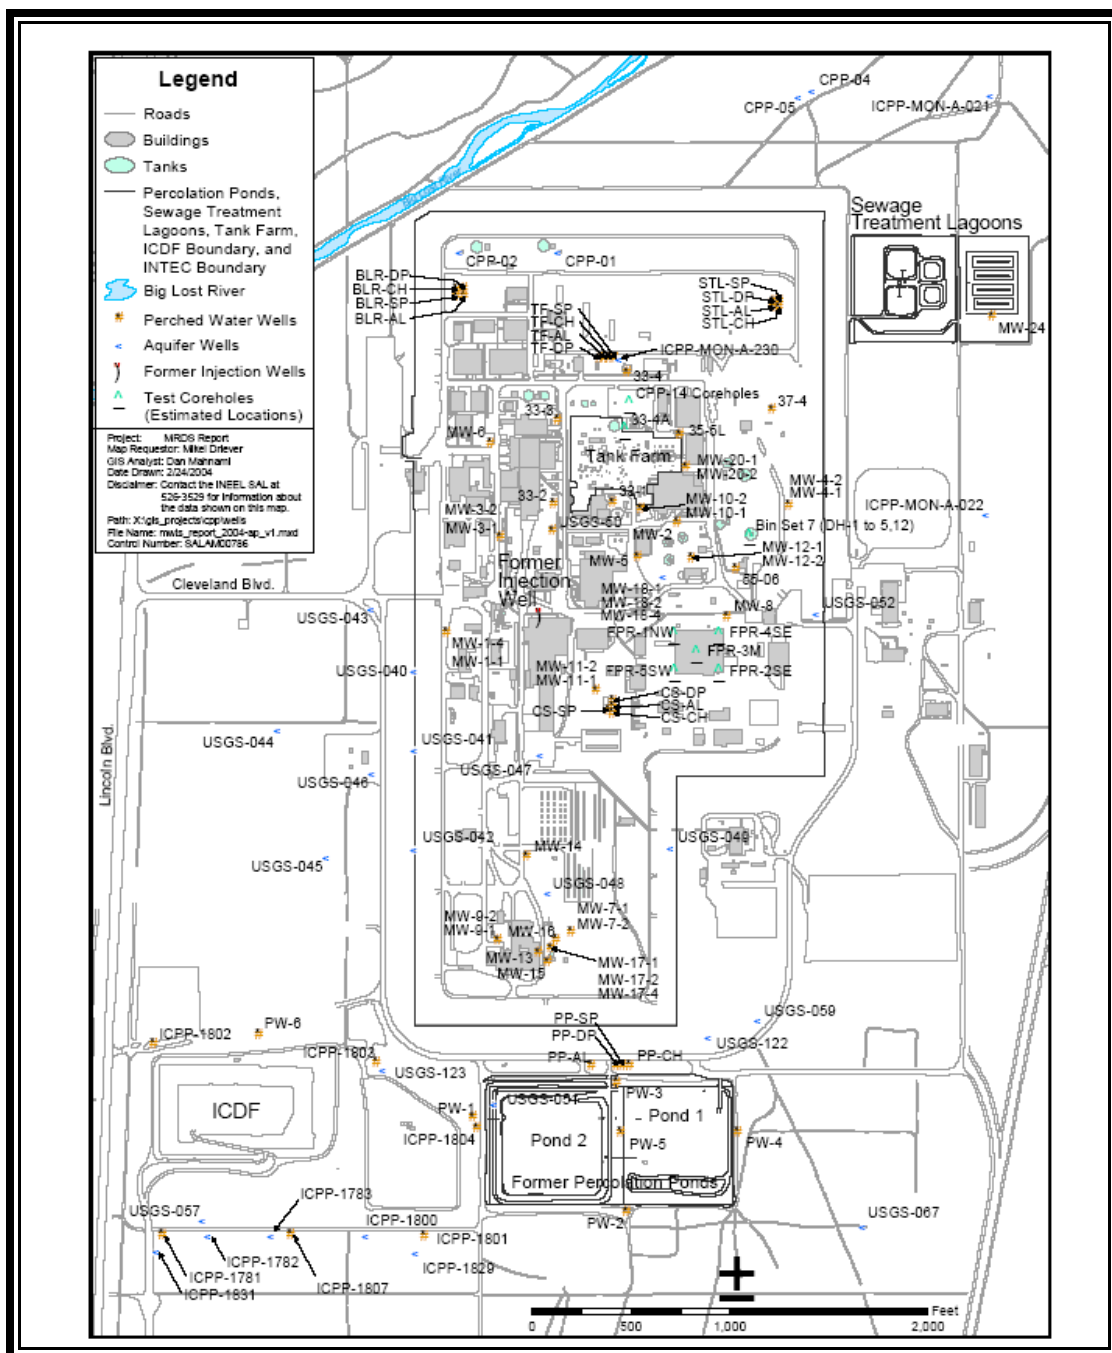 Legend
Roads
Buildings
Tanks
Percolation Ponds,
Sewage Treatment
Lagoons, Tank Farm,
ICDF Boundary, and
INTEC Boundary
Big Lost River
Perched Water Wells
Aquifer Wells
Former Injection Wells
Test Coreholes
(Estimated Locations)
Project: MRDS Report
Map Requestor: Mikel Driever
GIS Analyst: Dan Mahnami
Date Drawn: 2/24/2004
Disclaimer: Contact the INEEL SAL at
526-3529 for information about
the data shown on this map.
Path: X:\gis_projects\cpp\wells
File Name: mwts_report_2004-ap_v1.mxd
Control Number: SALAM00786
CPP-04
CPP-05
ICPP-MON-A-021
Sewage
Treatment Lagoons
MW-24
CPP-02
CPP-01
BLR-DP
BLR-CH
BLR-SP
BLR-AL
STL-SP
STL-DP
STL-AL
STL-CH
TF-SP
TF-CH
TF-AL
TF-DP
ICPP-MON-A-230
33-4
CPP-14 Coreholes
37-4
33-3
33-4A
MW-6
35-5L
Tank Farm
MW-20-1
MW-20-2
MW-4-2
MW-4-1
33-2
33-1
MW-10-2
MW-10-1
ICPP-MON-A-022
MW-3-2
MW-3-1
USGS-50
Bin Set 7 (DH-1 to 5,12)
MW-2
MW-5
MW-12-1
MW-12-2
Former
Injection
Well
55-06
Cleveland Blvd.
MW-18-1
MW-18-2
MW-18-4
MW-8
USGS-052
USGS-043
FPR-1NW
FPR-4SE
FPR-3M
MW-1-4
MW-1-1
MW-11-2
MW-11-1
FPR-5SW
FPR-2SE
USGS-040
CS-DP
CS-AL
CS-CH
CS-SP
USGS-044
USGS-041
USGS-047
USGS-046
Lincoln Blvd.
USGS-042
MW-14
USGS-049
USGS-045
USGS-048
MW-9-2
MW-9-1
MW-7-1
MW-7-2
MW-16
MW-13
MW-15
MW-17-1
MW-17-2
MW-17-4
PP-SP
PP-DP
USGS-059
USGS-122
ICPP-1802
PW-6
ICPP-1803
USGS-123
PP-AL
PP-CH
PW-3
USGS-051
ICDF
PW-1
ICPP-1804
Pond 2
Pond 1
PW-5
PW-4
Former Percolation Ponds
ICPP-1783
USGS-057
ICPP-1800
ICPP-1801
PW-2
USGS-067
ICPP-1782
ICPP-1829
ICPP-1781
ICPP-1831
ICPP-1807
Feet
0 500 1,000 2,000